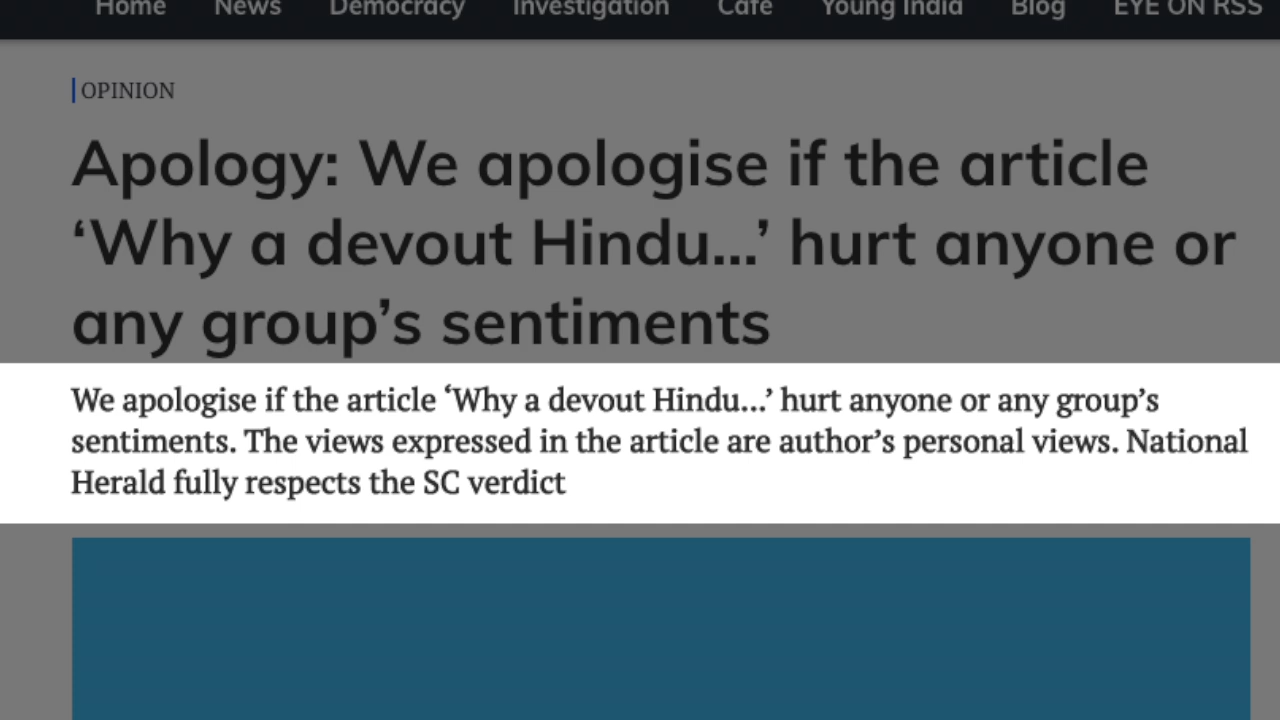 Home News Democracy Investigation Cafe Young India Blog EYE ON RSS
OPINION
Apology: We apologise if the article
‘Why a devout Hindu...’ hurt anyone or
any group’s sentiments
We apologise if the article ‘Why a devout Hindu...’ hurt anyone or any group’s
sentiments. The views expressed in the article are author’s personal views. National
Herald fully respects the SC verdict